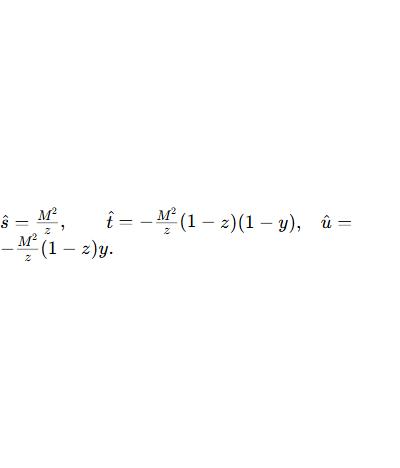 ŝ = M²/z,  t̂ = −M²/z(1 − z)(1 − y),  û =
−M²/z(1 − z)y.